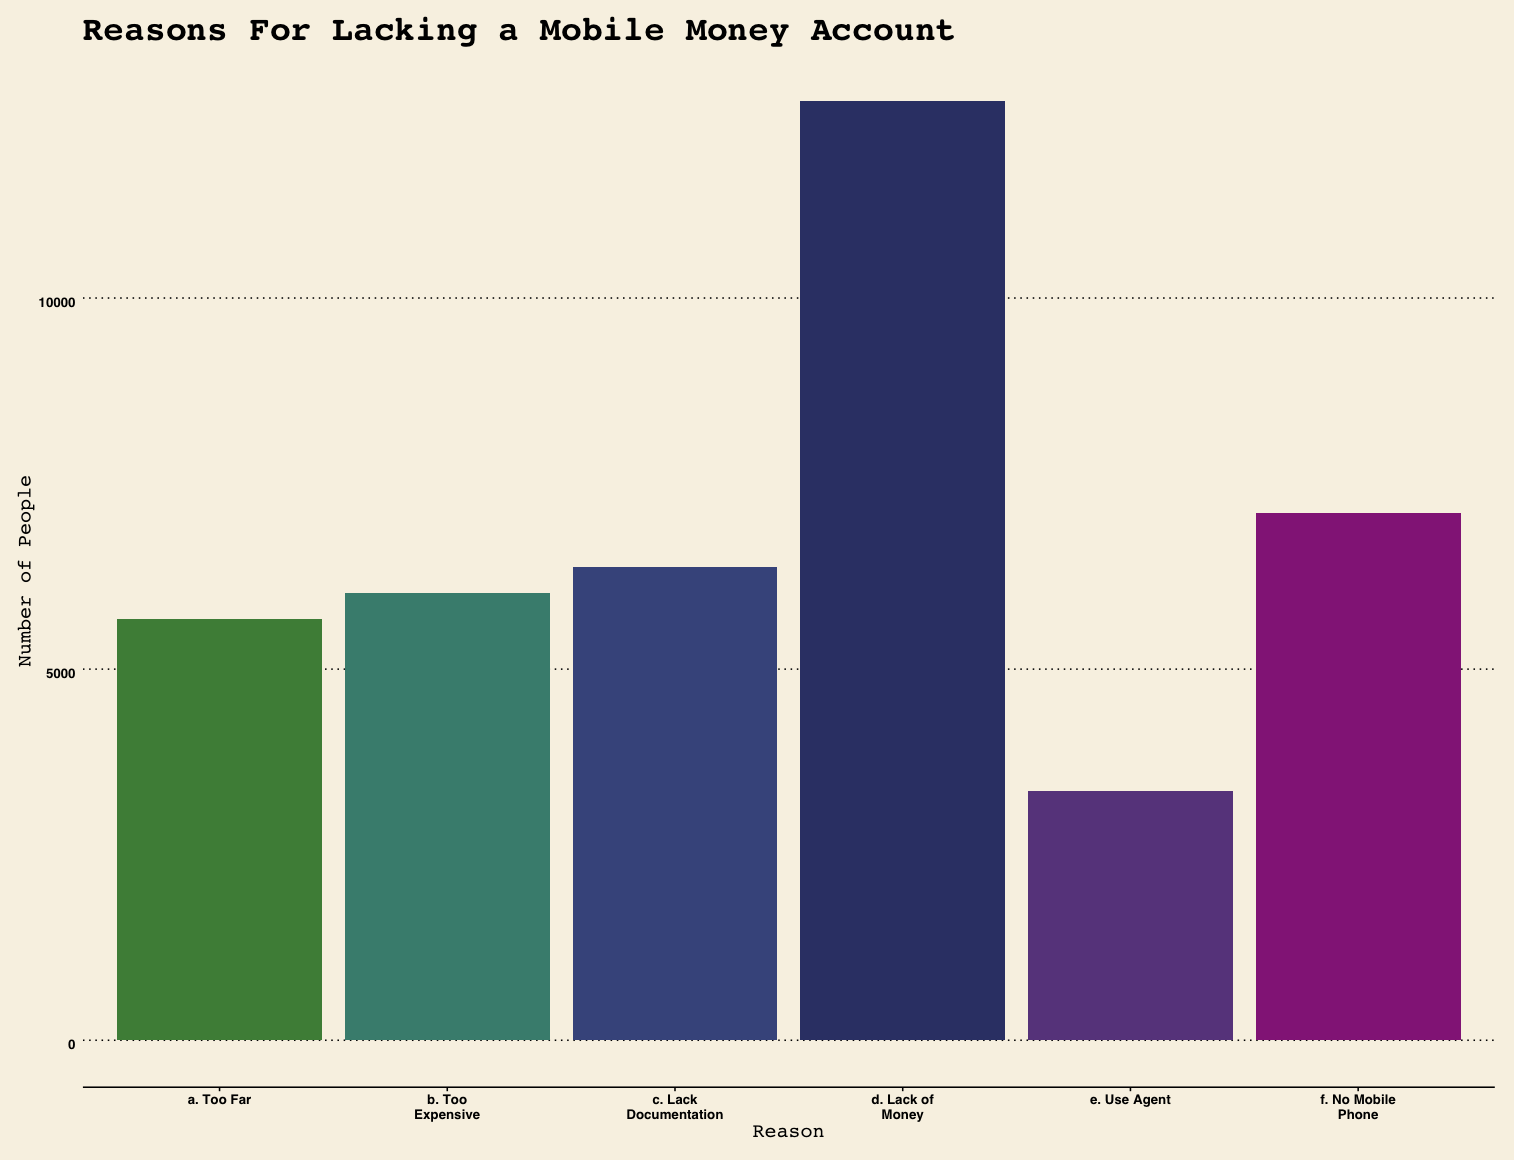 Reasons For Lacking a Mobile Money Account
Number of People
10000
5000
0
a. Too Far
b. Too
Expensive
c. Lack
Documentation
d. Lack of
Money
e. Use Agent
f. No Mobile
Phone
Reason